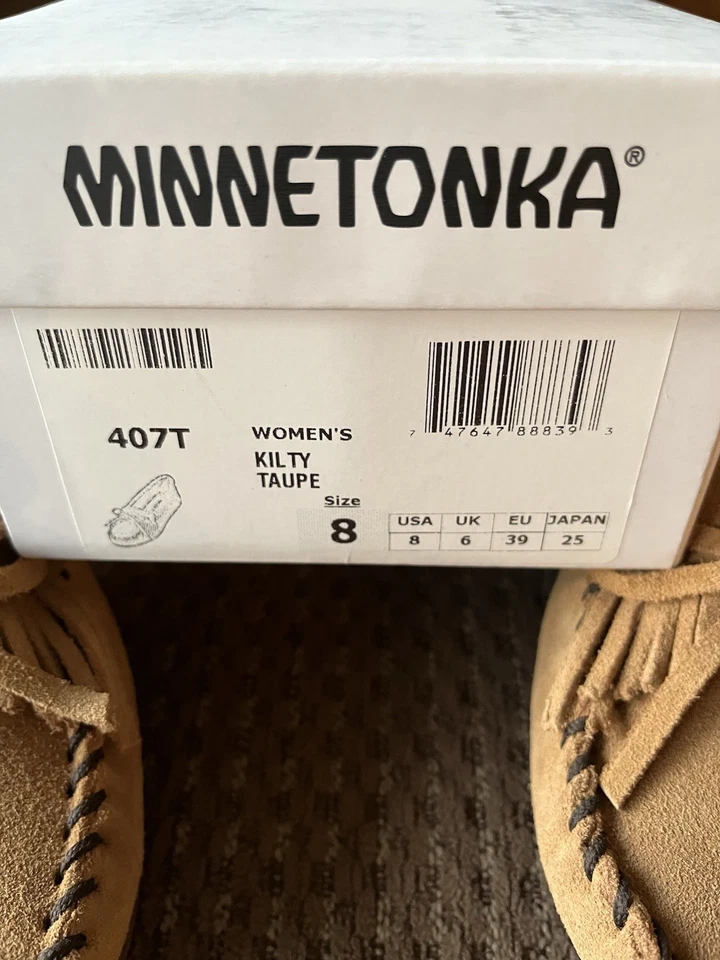 MINNETONKA®
407T
WOMEN'S
KILTY
TAUPE
7 47647 88839 3
Size
8
USA UK EU JAPAN
8 6 39 25